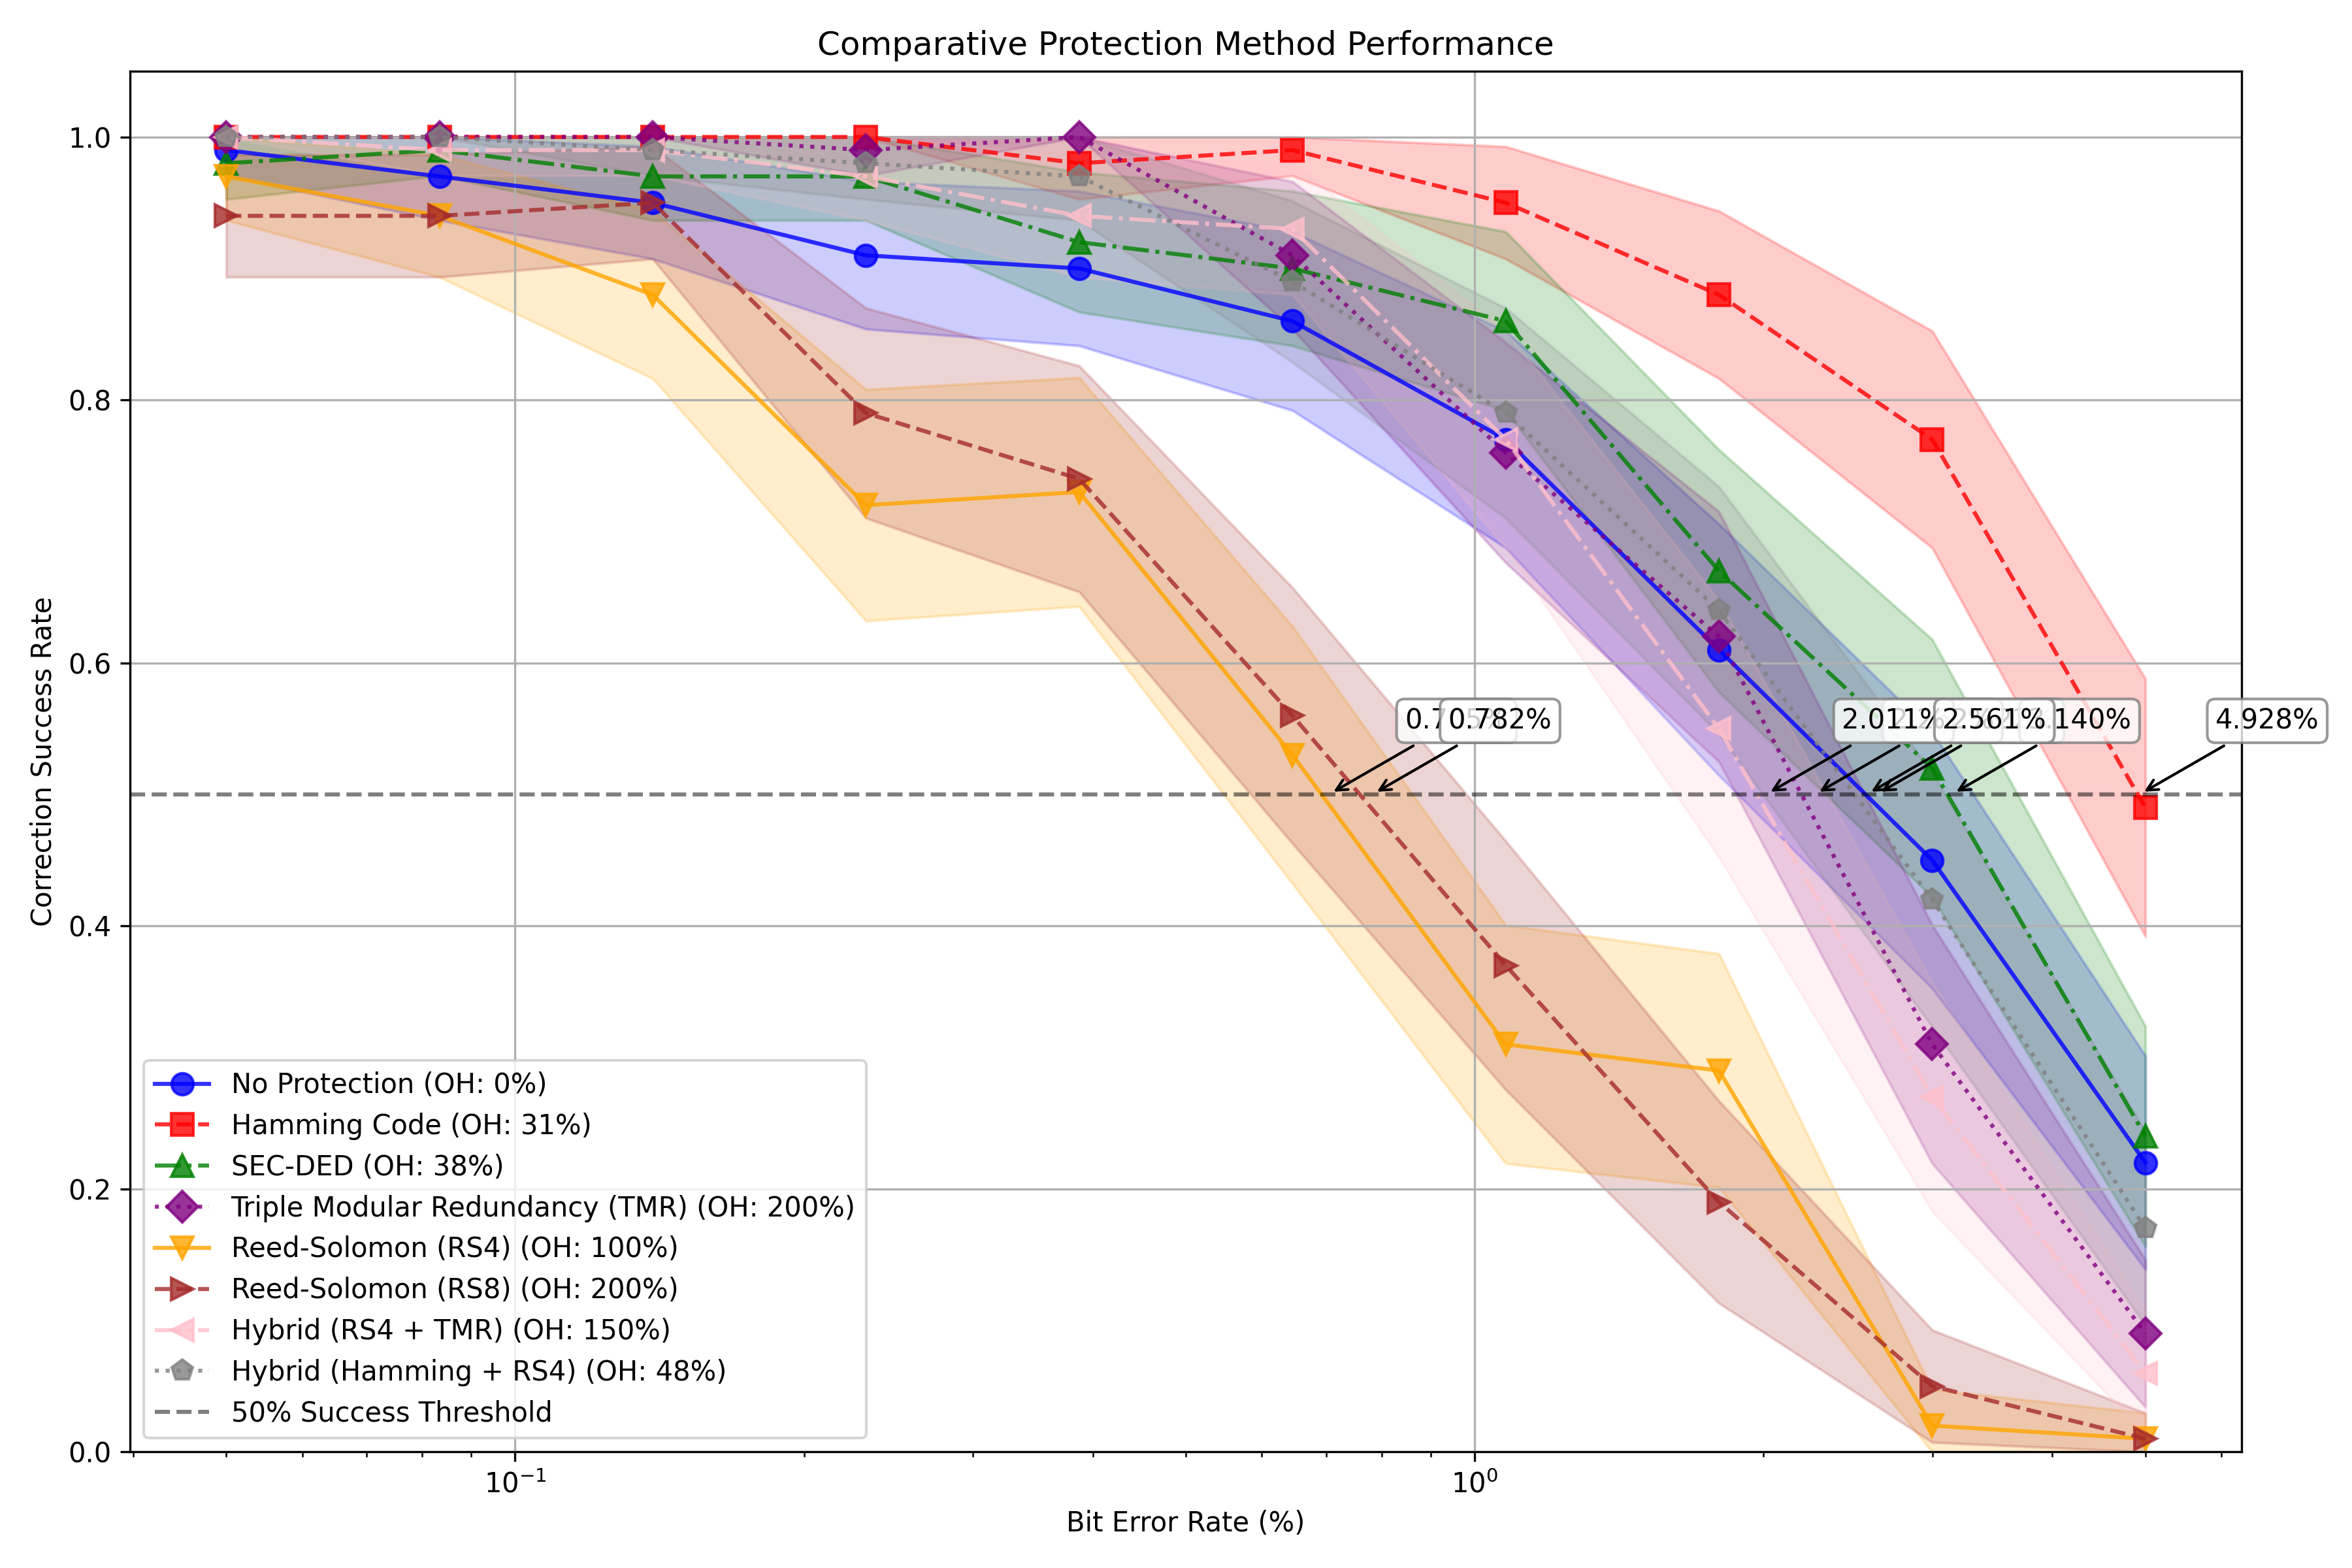 Comparative Protection Method Performance
1.0
0.8
0.6
0.4
0.2
0.0
Correction Success Rate
0.782%
2.011%
2.561%
4.928%
No Protection (OH: 0%)
Hamming Code (OH: 31%)
SEC-DED (OH: 38%)
Triple Modular Redundancy (TMR) (OH: 200%)
Reed-Solomon (RS4) (OH: 100%)
Reed-Solomon (RS8) (OH: 200%)
Hybrid (RS4 + TMR) (OH: 150%)
Hybrid (Hamming + RS4) (OH: 48%)
50% Success Threshold
10⁻¹
10⁰
Bit Error Rate (%)